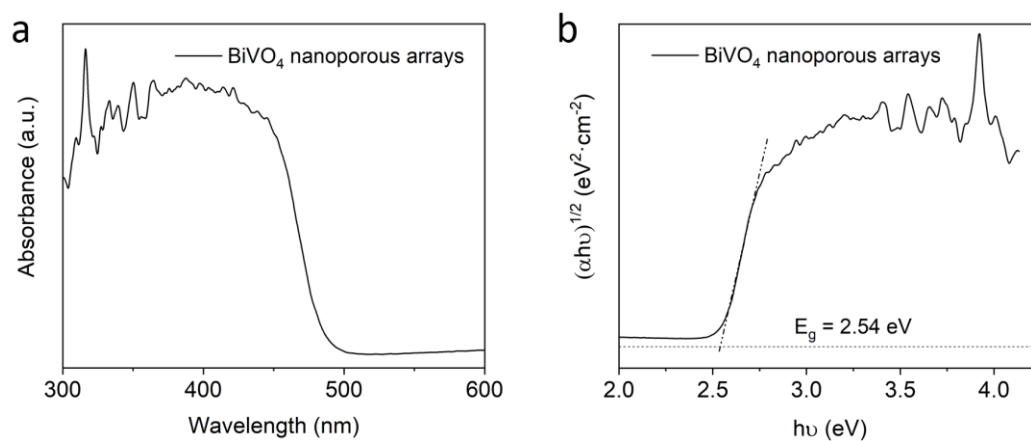 a
BiVO₄ nanoporous arrays
Absorbance (a.u.)
300 400 500 600
Wavelength (nm)
b
BiVO₄ nanoporous arrays
(αhυ)¹/² (eV²·cm⁻²)
E_g = 2.54 eV
2.0 2.5 3.0 3.5 4.0
hυ (eV)